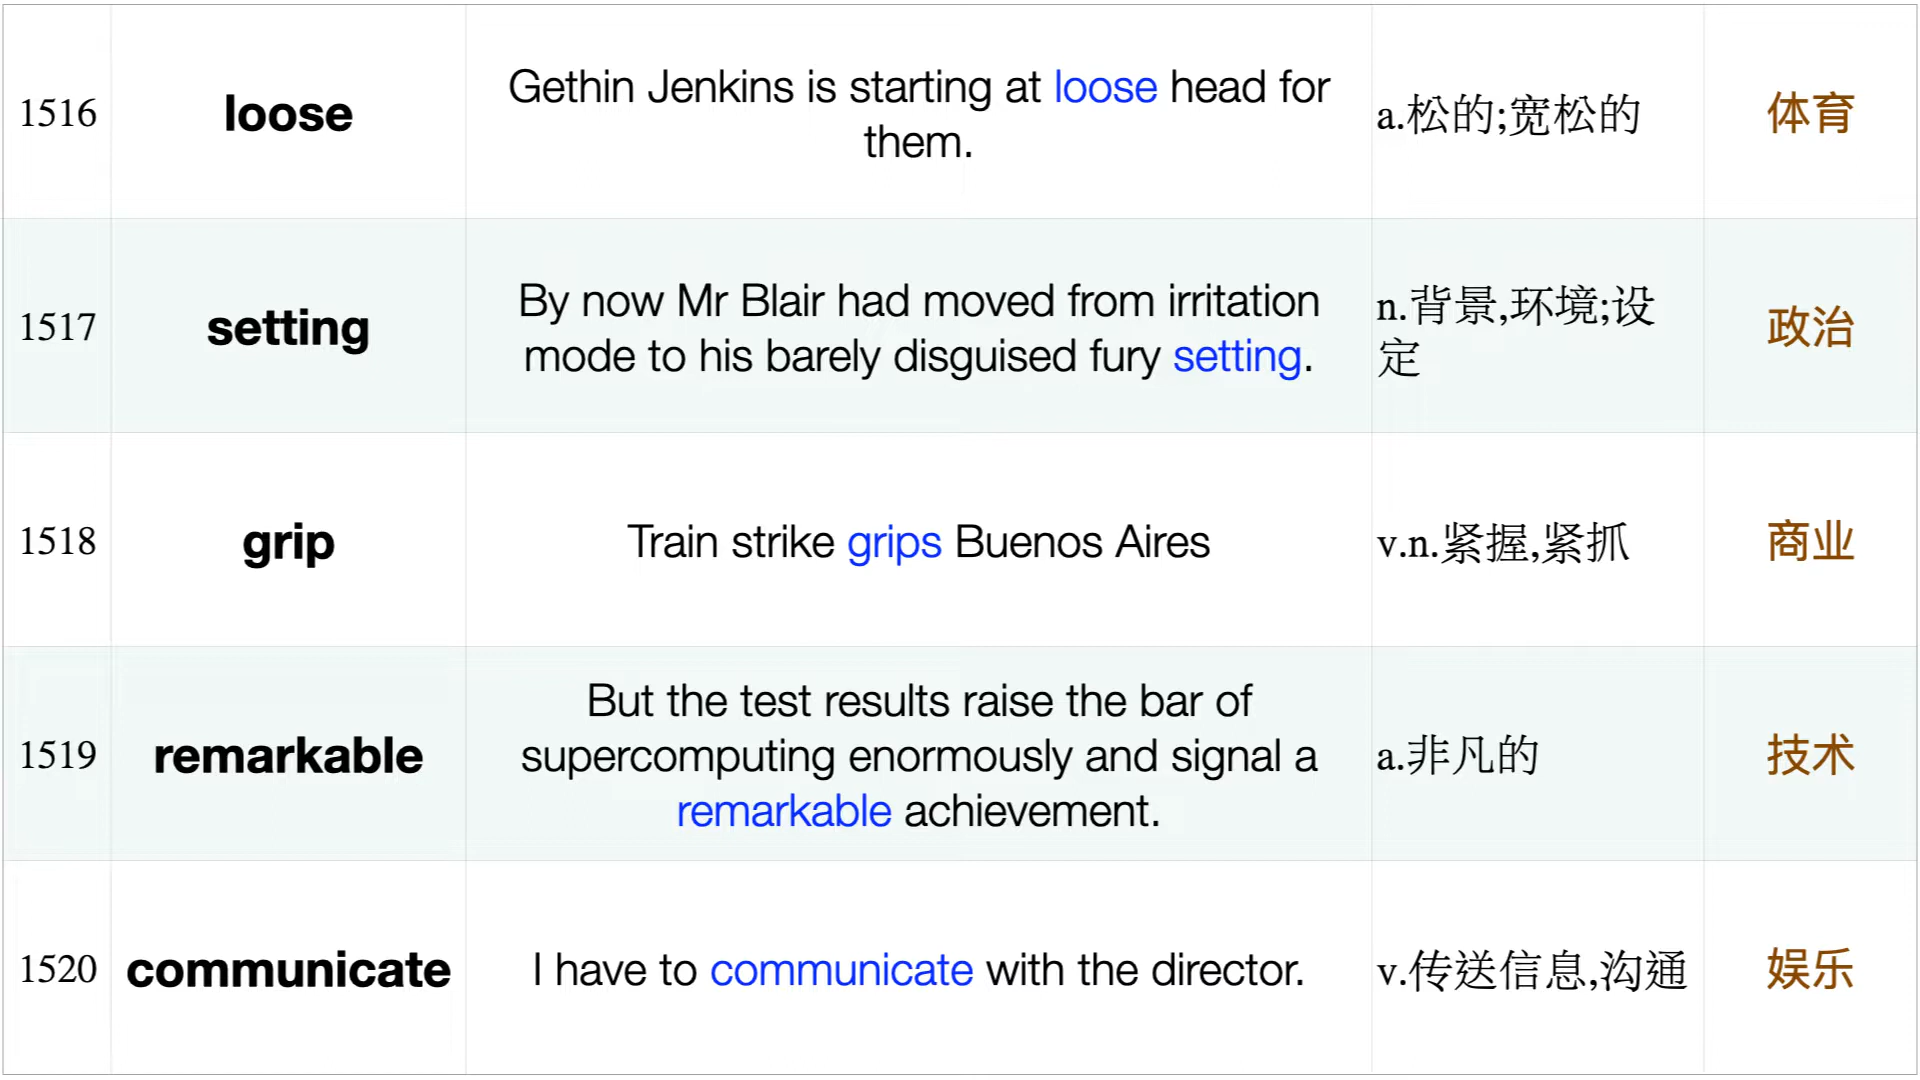 1516 loose Gethin Jenkins is starting at loose head for them. a.松的;宽松的 体育
1517 setting By now Mr Blair had moved from irritation mode to his barely disguised fury setting. n.背景,环境;设定 政治
1518 grip Train strike grips Buenos Aires v.n.紧握,紧抓 商业
1519 remarkable But the test results raise the bar of supercomputing enormously and signal a remarkable achievement. a.非凡的 技术
1520 communicate I have to communicate with the director. v.传送信息,沟通 娱乐